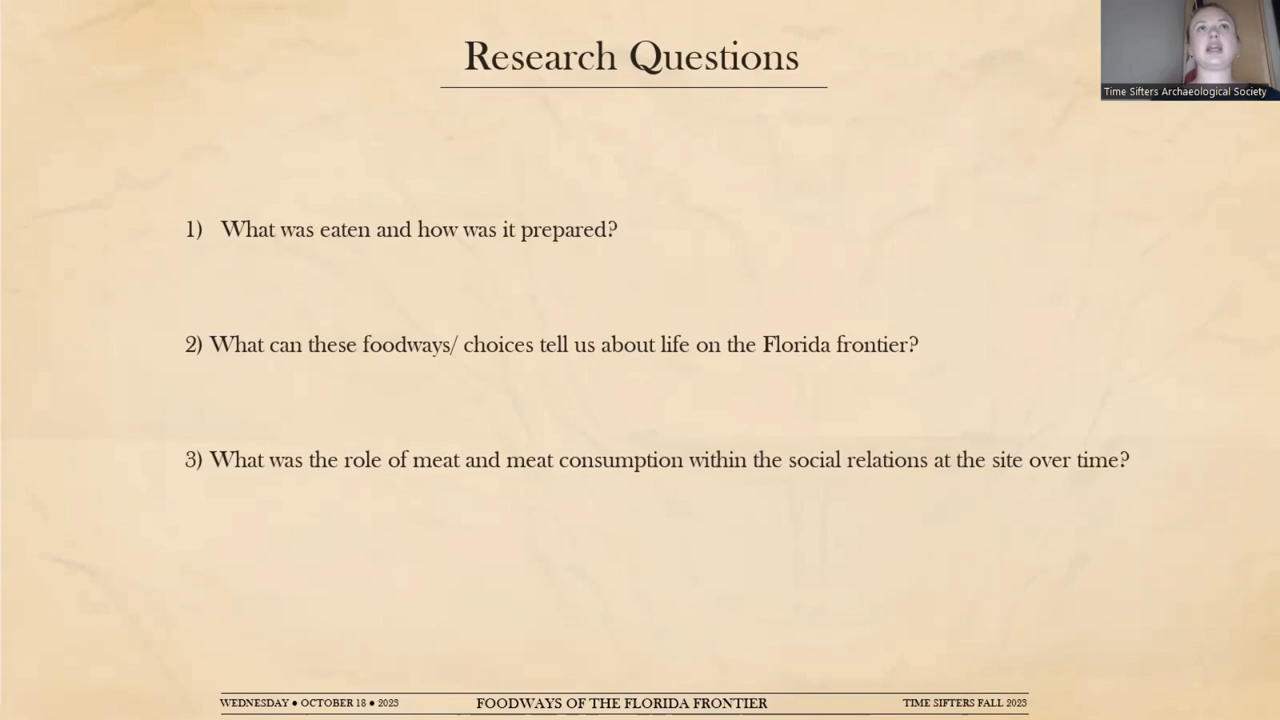 Research Questions
Time Sifters Archaeological Society
1) What was eaten and how was it prepared?
2) What can these foodways/ choices tell us about life on the Florida frontier?
3) What was the role of meat and meat consumption within the social relations at the site over time?
WEDNESDAY ● OCTOBER 18 ● 2023 FOODWAYS OF THE FLORIDA FRONTIER TIME SIFTERS FALL 2023